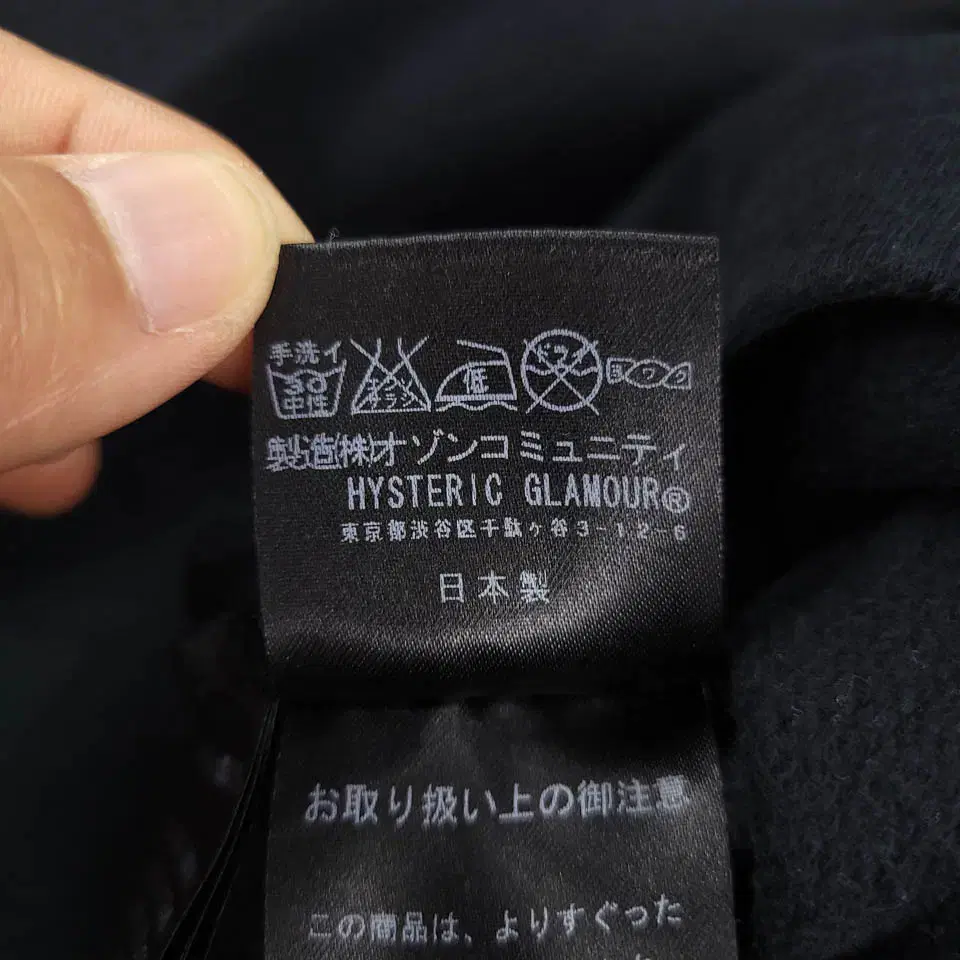 手洗イ
30 中性 エンソ サラシ 低 ドライ ヨワク
製造(株)オゾンコミュニティ
HYSTERIC GLAMOUR®
東京都渋谷区千駄ヶ谷3-12-6
日本製
お取り扱い上の御注意
この商品は、よりすぐった